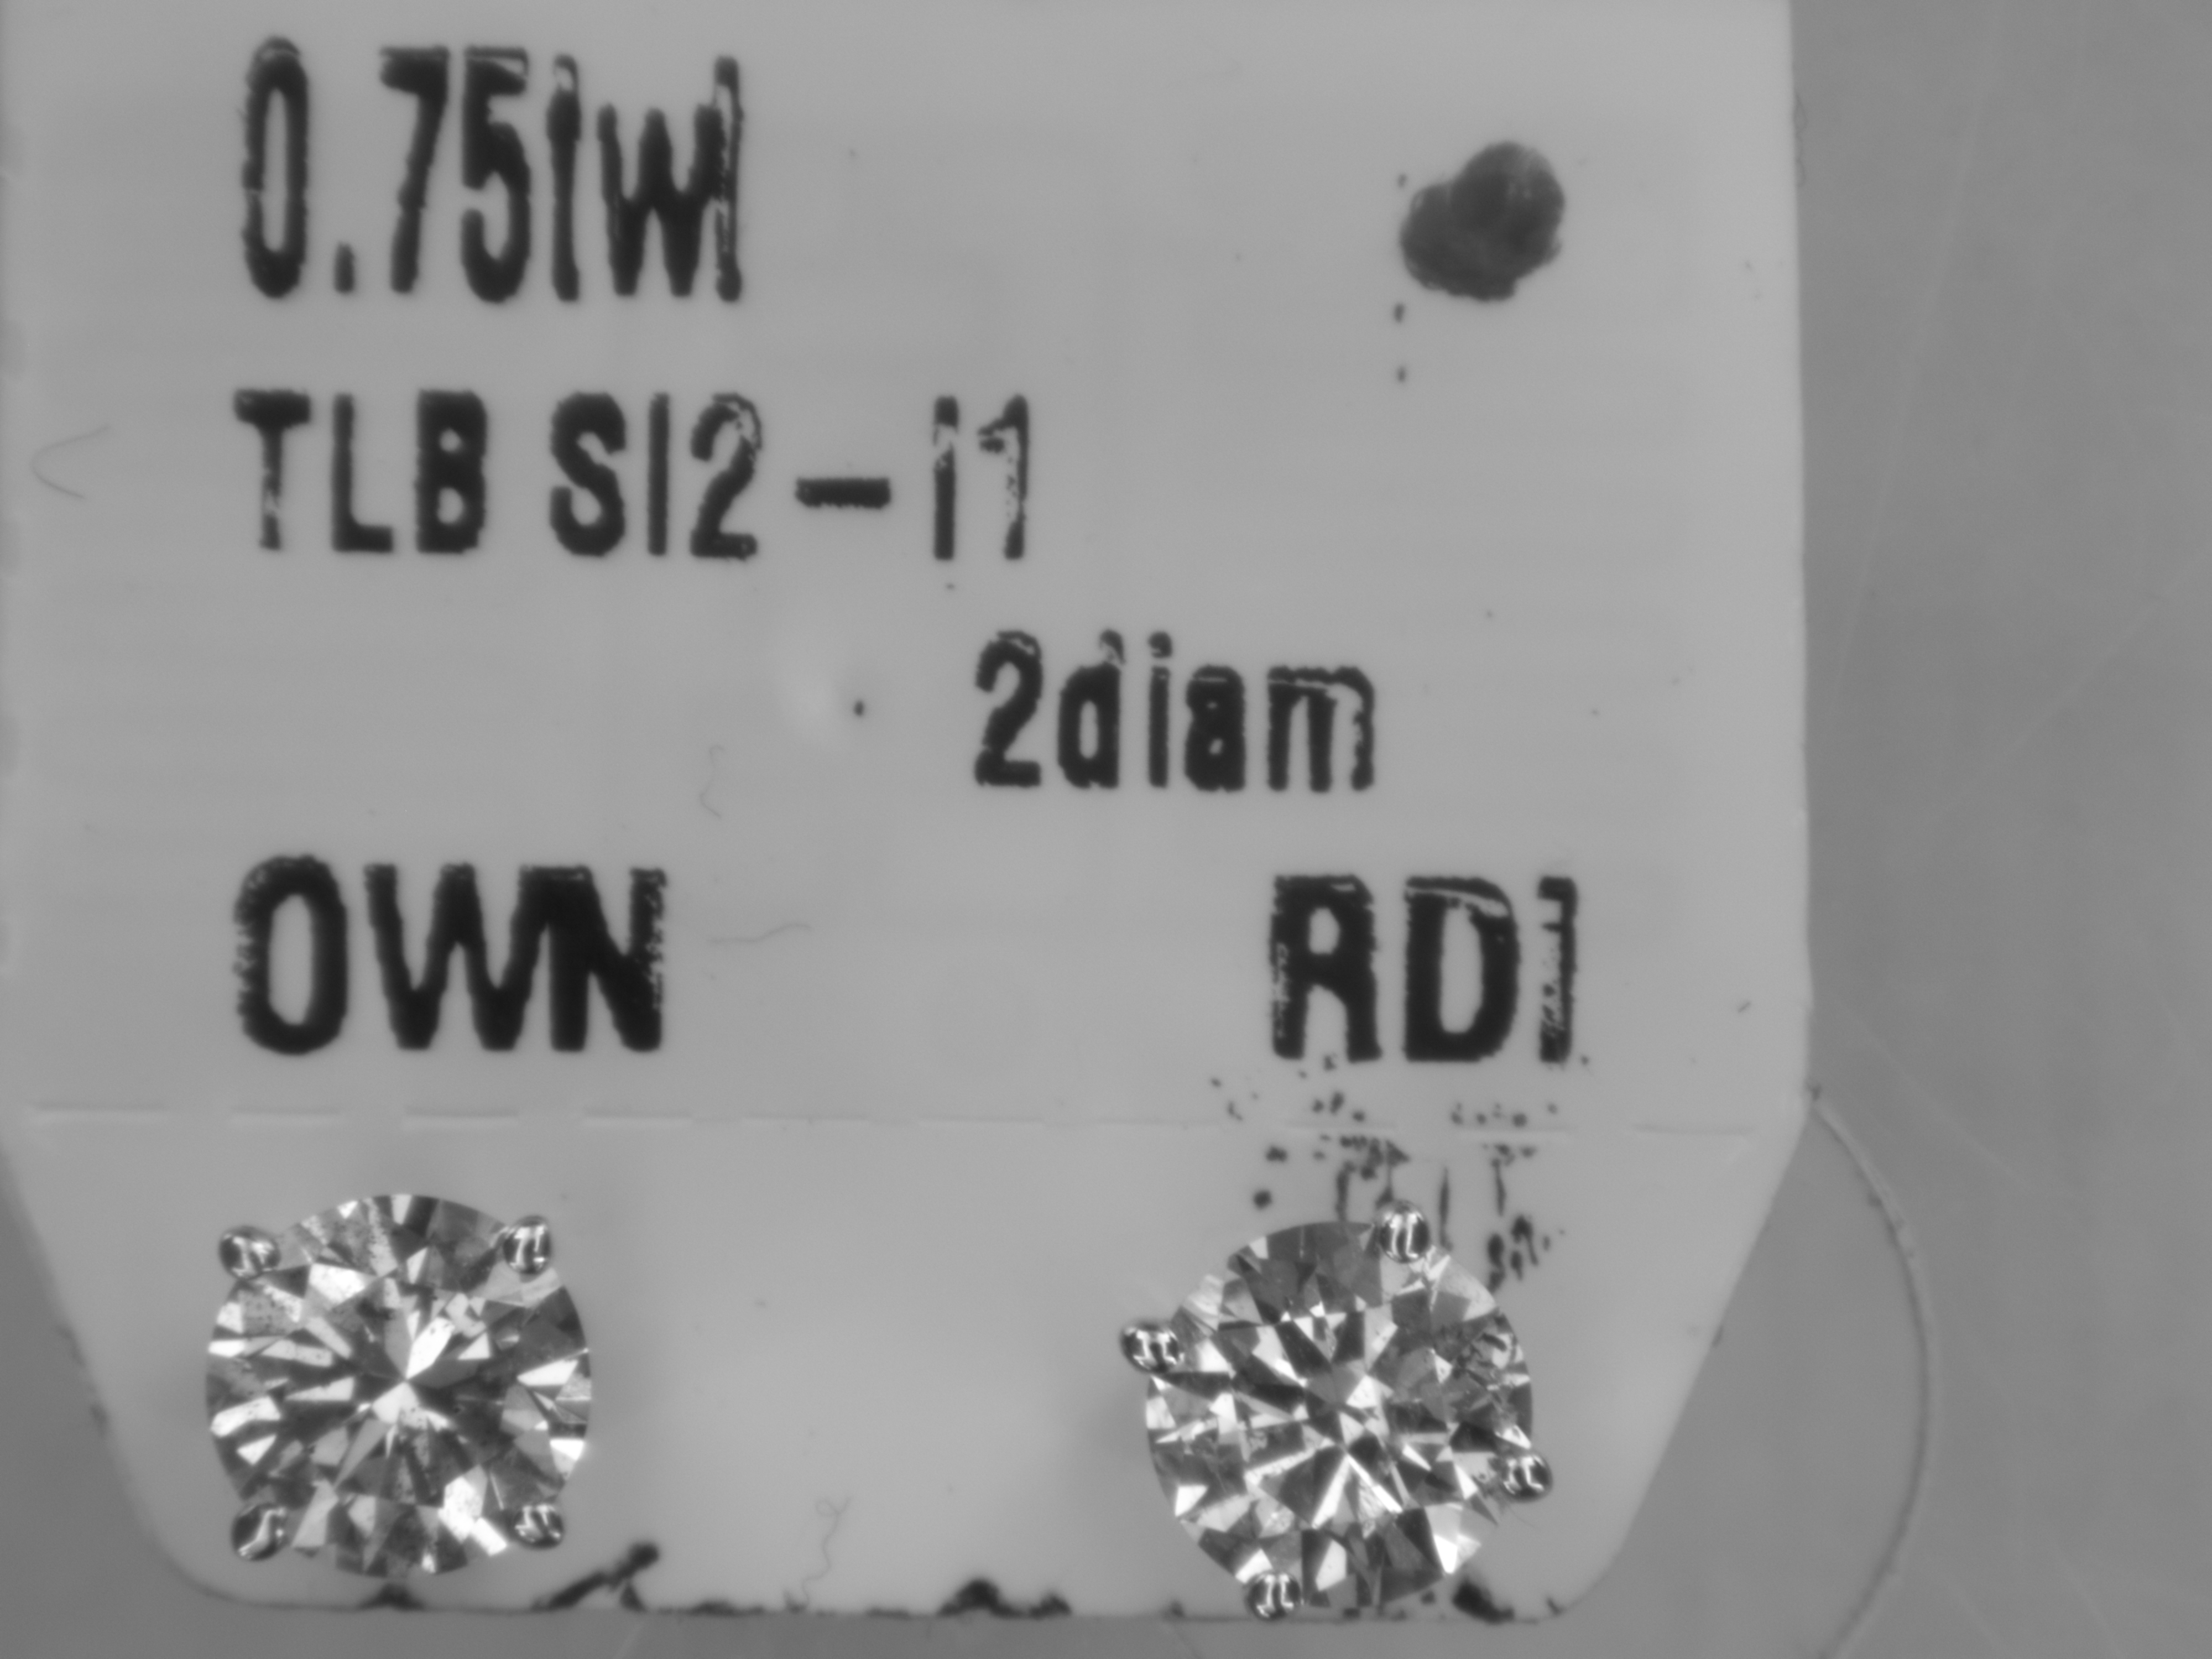 0.75tw
TLB SI2-I1
2diam
OWN RDI